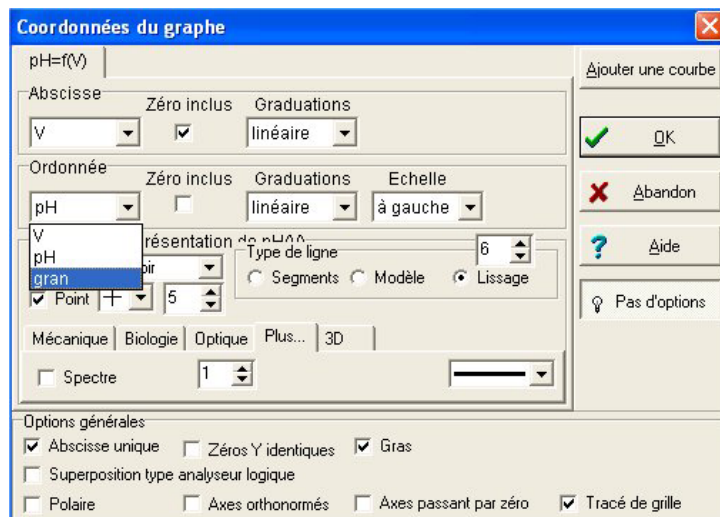 Coordonnées du graphe
pH=f(V)
Ajouter une courbe
Abscisse
Zéro inclus Graduations
V linéaire
OK
Ordonnée
Zéro inclus Graduations Echelle
pH linéaire à gauche
Abandon
V
pH
gran
Type de ligne
6
Segments Modèle Lissage
Aide
Point 5
Pas d'options
Mécanique Biologie Optique Plus... 3D
Spectre 1
Options générales
Abscisse unique Zéros Y identiques Gras
Superposition type analyseur logique
Polaire Axes orthonormés Axes passant par zéro Tracé de grille